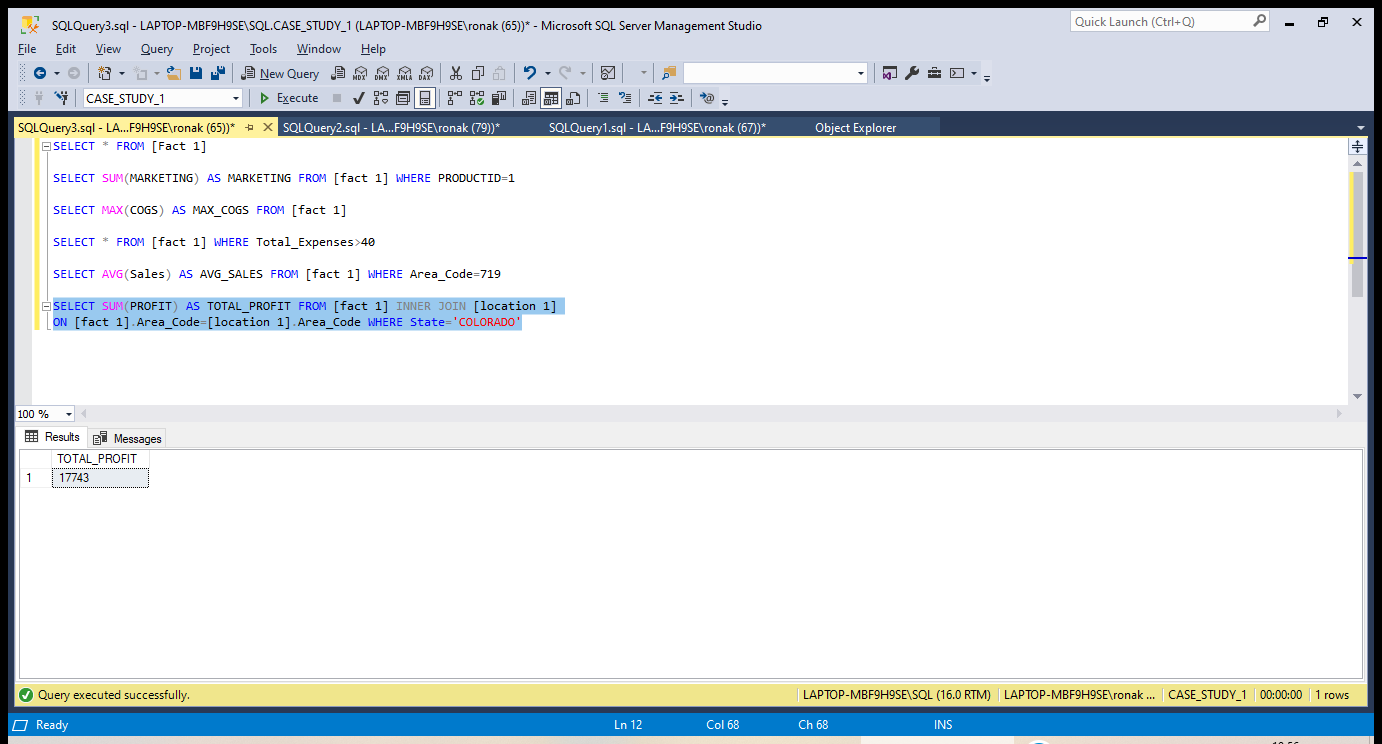 SQLQuery3.sql - LAPTOP-MBF9H9SE\SQL.CASE_STUDY_1 (LAPTOP-MBF9H9SE\ronak (65))* - Microsoft SQL Server Management Studio
Quick Launch (Ctrl+Q)
File Edit View Query Project Tools Window Help
New Query MDX DMX XMLA DAX
CASE_STUDY_1 Execute
SQLQuery3.sql - LA...F9H9SE\ronak (65))* SQLQuery2.sql - LA...F9H9SE\ronak (79))* SQLQuery1.sql - LA...F9H9SE\ronak (67))* Object Explorer
SELECT * FROM [Fact 1]
SELECT SUM(MARKETING) AS MARKETING FROM [fact 1] WHERE PRODUCTID=1
SELECT MAX(COGS) AS MAX_COGS FROM [fact 1]
SELECT * FROM [fact 1] WHERE Total_Expenses>40
SELECT AVG(Sales) AS AVG_SALES FROM [fact 1] WHERE Area_Code=719
SELECT SUM(PROFIT) AS TOTAL_PROFIT FROM [fact 1] INNER JOIN [location 1]
ON [fact 1].Area_Code=[location 1].Area_Code WHERE State='COLORADO'
100 %
Results Messages
TOTAL_PROFIT
1 17743
Query executed successfully. LAPTOP-MBF9H9SE\SQL (16.0 RTM) LAPTOP-MBF9H9SE\ronak ... CASE_STUDY_1 00:00:00 1 rows
Ready Ln 12 Col 68 Ch 68 INS